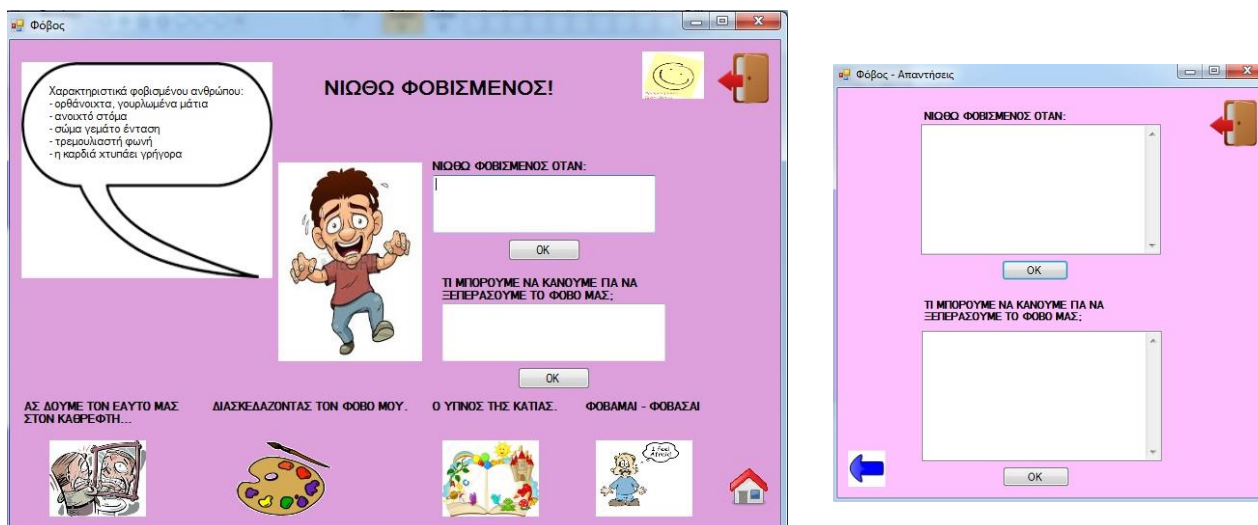 Φόβος
ΝΙΩΘΩ ΦΟΒΙΣΜΕΝΟΣ!
Χαρακτηριστικά φοβισμένου ανθρώπου:
- ορθάνοιχτα, γουρλωμένα μάτια
- ανοιχτό στόμα
- σώμα γεμάτο ένταση
- τρεμουλιαστή φωνή
- η καρδιά χτυπάει γρήγορα
ΝΙΩΘΩ ΦΟΒΙΣΜΕΝΟΣ ΟΤΑΝ:
OK
ΤΙ ΜΠΟΡΟΥΜΕ ΝΑ ΚΑΝΟΥΜΕ ΓΙΑ ΝΑ
ΞΕΠΕΡΑΣΟΥΜΕ ΤΟ ΦΟΒΟ ΜΑΣ;
OK
ΑΣ ΔΟΥΜΕ ΤΟΝ ΕΑΥΤΟ ΜΑΣ
ΣΤΟΝ ΚΑΘΡΕΦΤΗ...
ΔΙΑΣΚΕΔΑΖΟΝΤΑΣ ΤΟΝ ΦΟΒΟ ΜΟΥ.
Ο ΥΠΝΟΣ ΤΗΣ ΚΑΤΙΑΣ.
ΦΟΒΑΜΑΙ - ΦΟΒΑΣΑΙ
I Feel
Afraid!
Φόβος - Απαντήσεις
ΝΙΩΘΩ ΦΟΒΙΣΜΕΝΟΣ ΟΤΑΝ:
OK
ΤΙ ΜΠΟΡΟΥΜΕ ΝΑ ΚΑΝΟΥΜΕ ΓΙΑ ΝΑ
ΞΕΠΕΡΑΣΟΥΜΕ ΤΟ ΦΟΒΟ ΜΑΣ;
OK